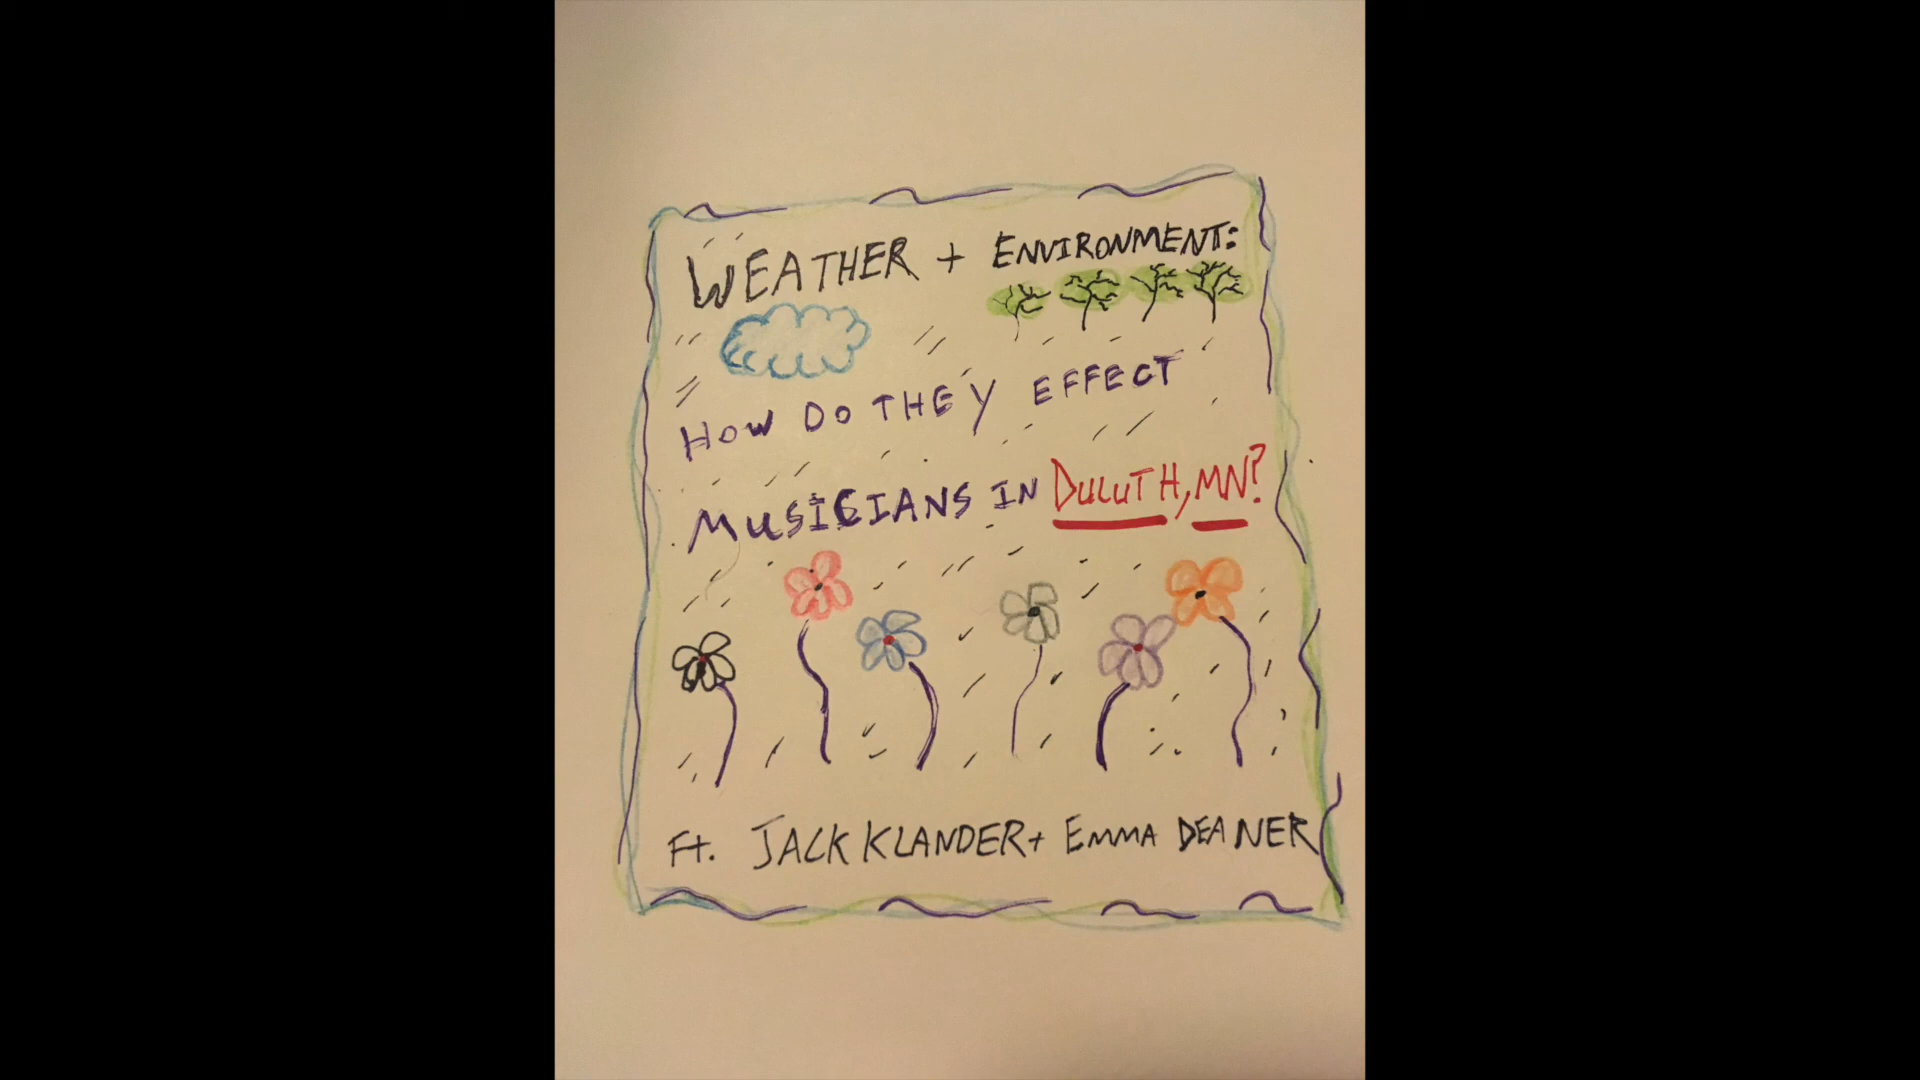 WEATHER + ENVIRONMENT:
HOW DO THEY EFFECT
MUSICIANS IN DULUTH, MN?
Ft. JACK KLANDER + EMMA DEANER